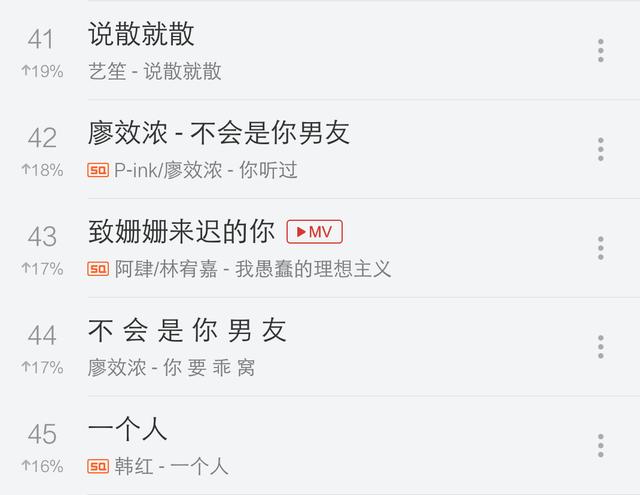 41
说散就散
↑19%
艺笙 - 说散就散
42
廖效浓 - 不会是你男友
↑18%
SQ P-ink/廖效浓 - 你听过
43
致姗姗来迟的你 MV
↑17%
SQ 阿肆/林宥嘉 - 我愚蠢的理想主义
44
不 会 是 你 男 友
↑17%
廖效浓 - 你 要 乖 窝
45
一个人
↑16%
SQ 韩红 - 一个人